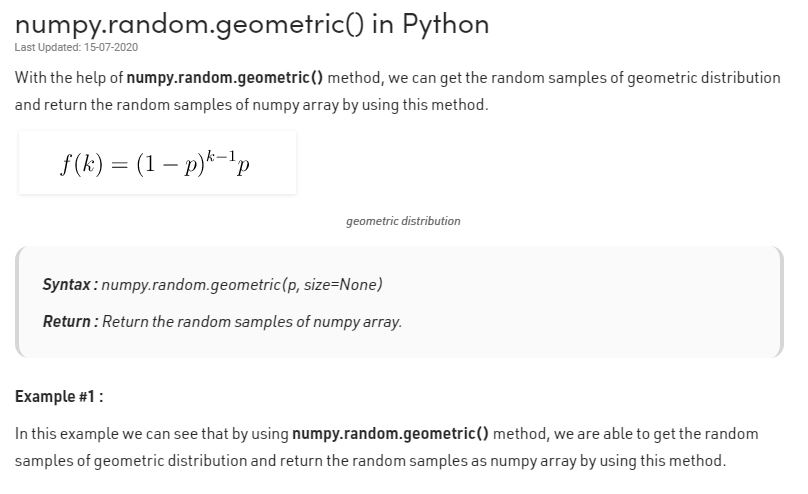 numpy.random.geometric() in Python
Last Updated: 15-07-2020
With the help of numpy.random.geometric() method, we can get the random samples of geometric distribution
and return the random samples of numpy array by using this method.
f(k) = (1 − p)^{k−1}p
geometric distribution
Syntax : numpy.random.geometric(p, size=None)
Return : Return the random samples of numpy array.
Example #1 :
In this example we can see that by using numpy.random.geometric() method, we are able to get the random
samples of geometric distribution and return the random samples as numpy array by using this method.